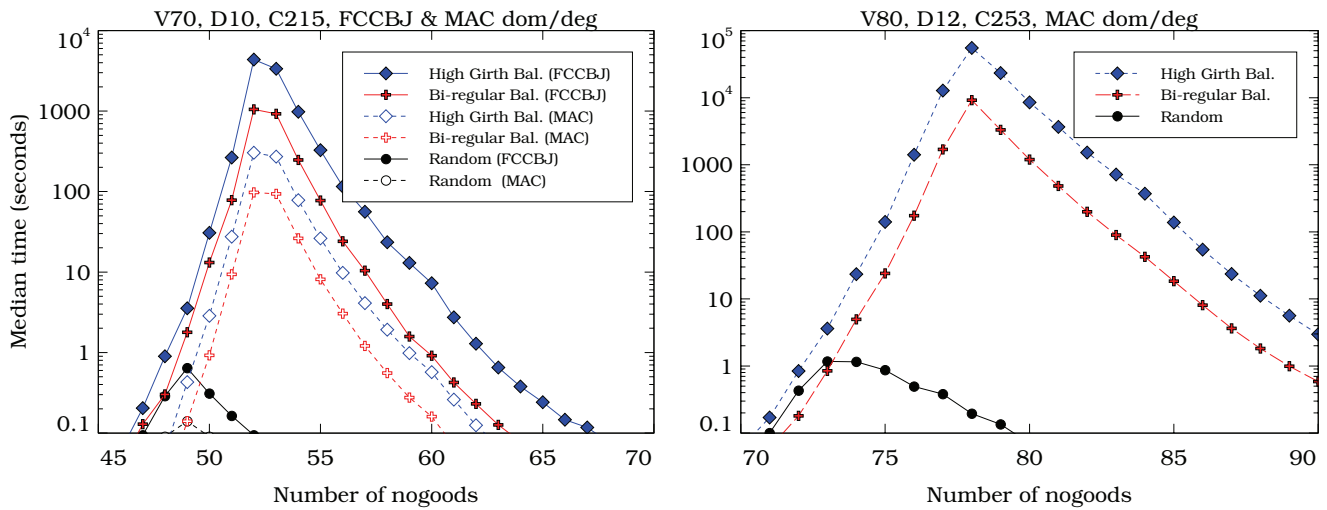 V70, D10, C215, FCCBJ & MAC dom/deg
10^4
1000
100
10
1
0.1
Median time (seconds)
High Girth Bal. (FCCBJ)
Bi-regular Bal. (FCCBJ)
High Girth Bal. (MAC)
Bi-regular Bal. (MAC)
Random (FCCBJ)
Random (MAC)
45 50 55 60 65 70
Number of nogoods
V80, D12, C253, MAC dom/deg
10^5
10^4
1000
100
10
1
0.1
High Girth Bal.
Bi-regular Bal.
Random
70 75 80 85 90
Number of nogoods